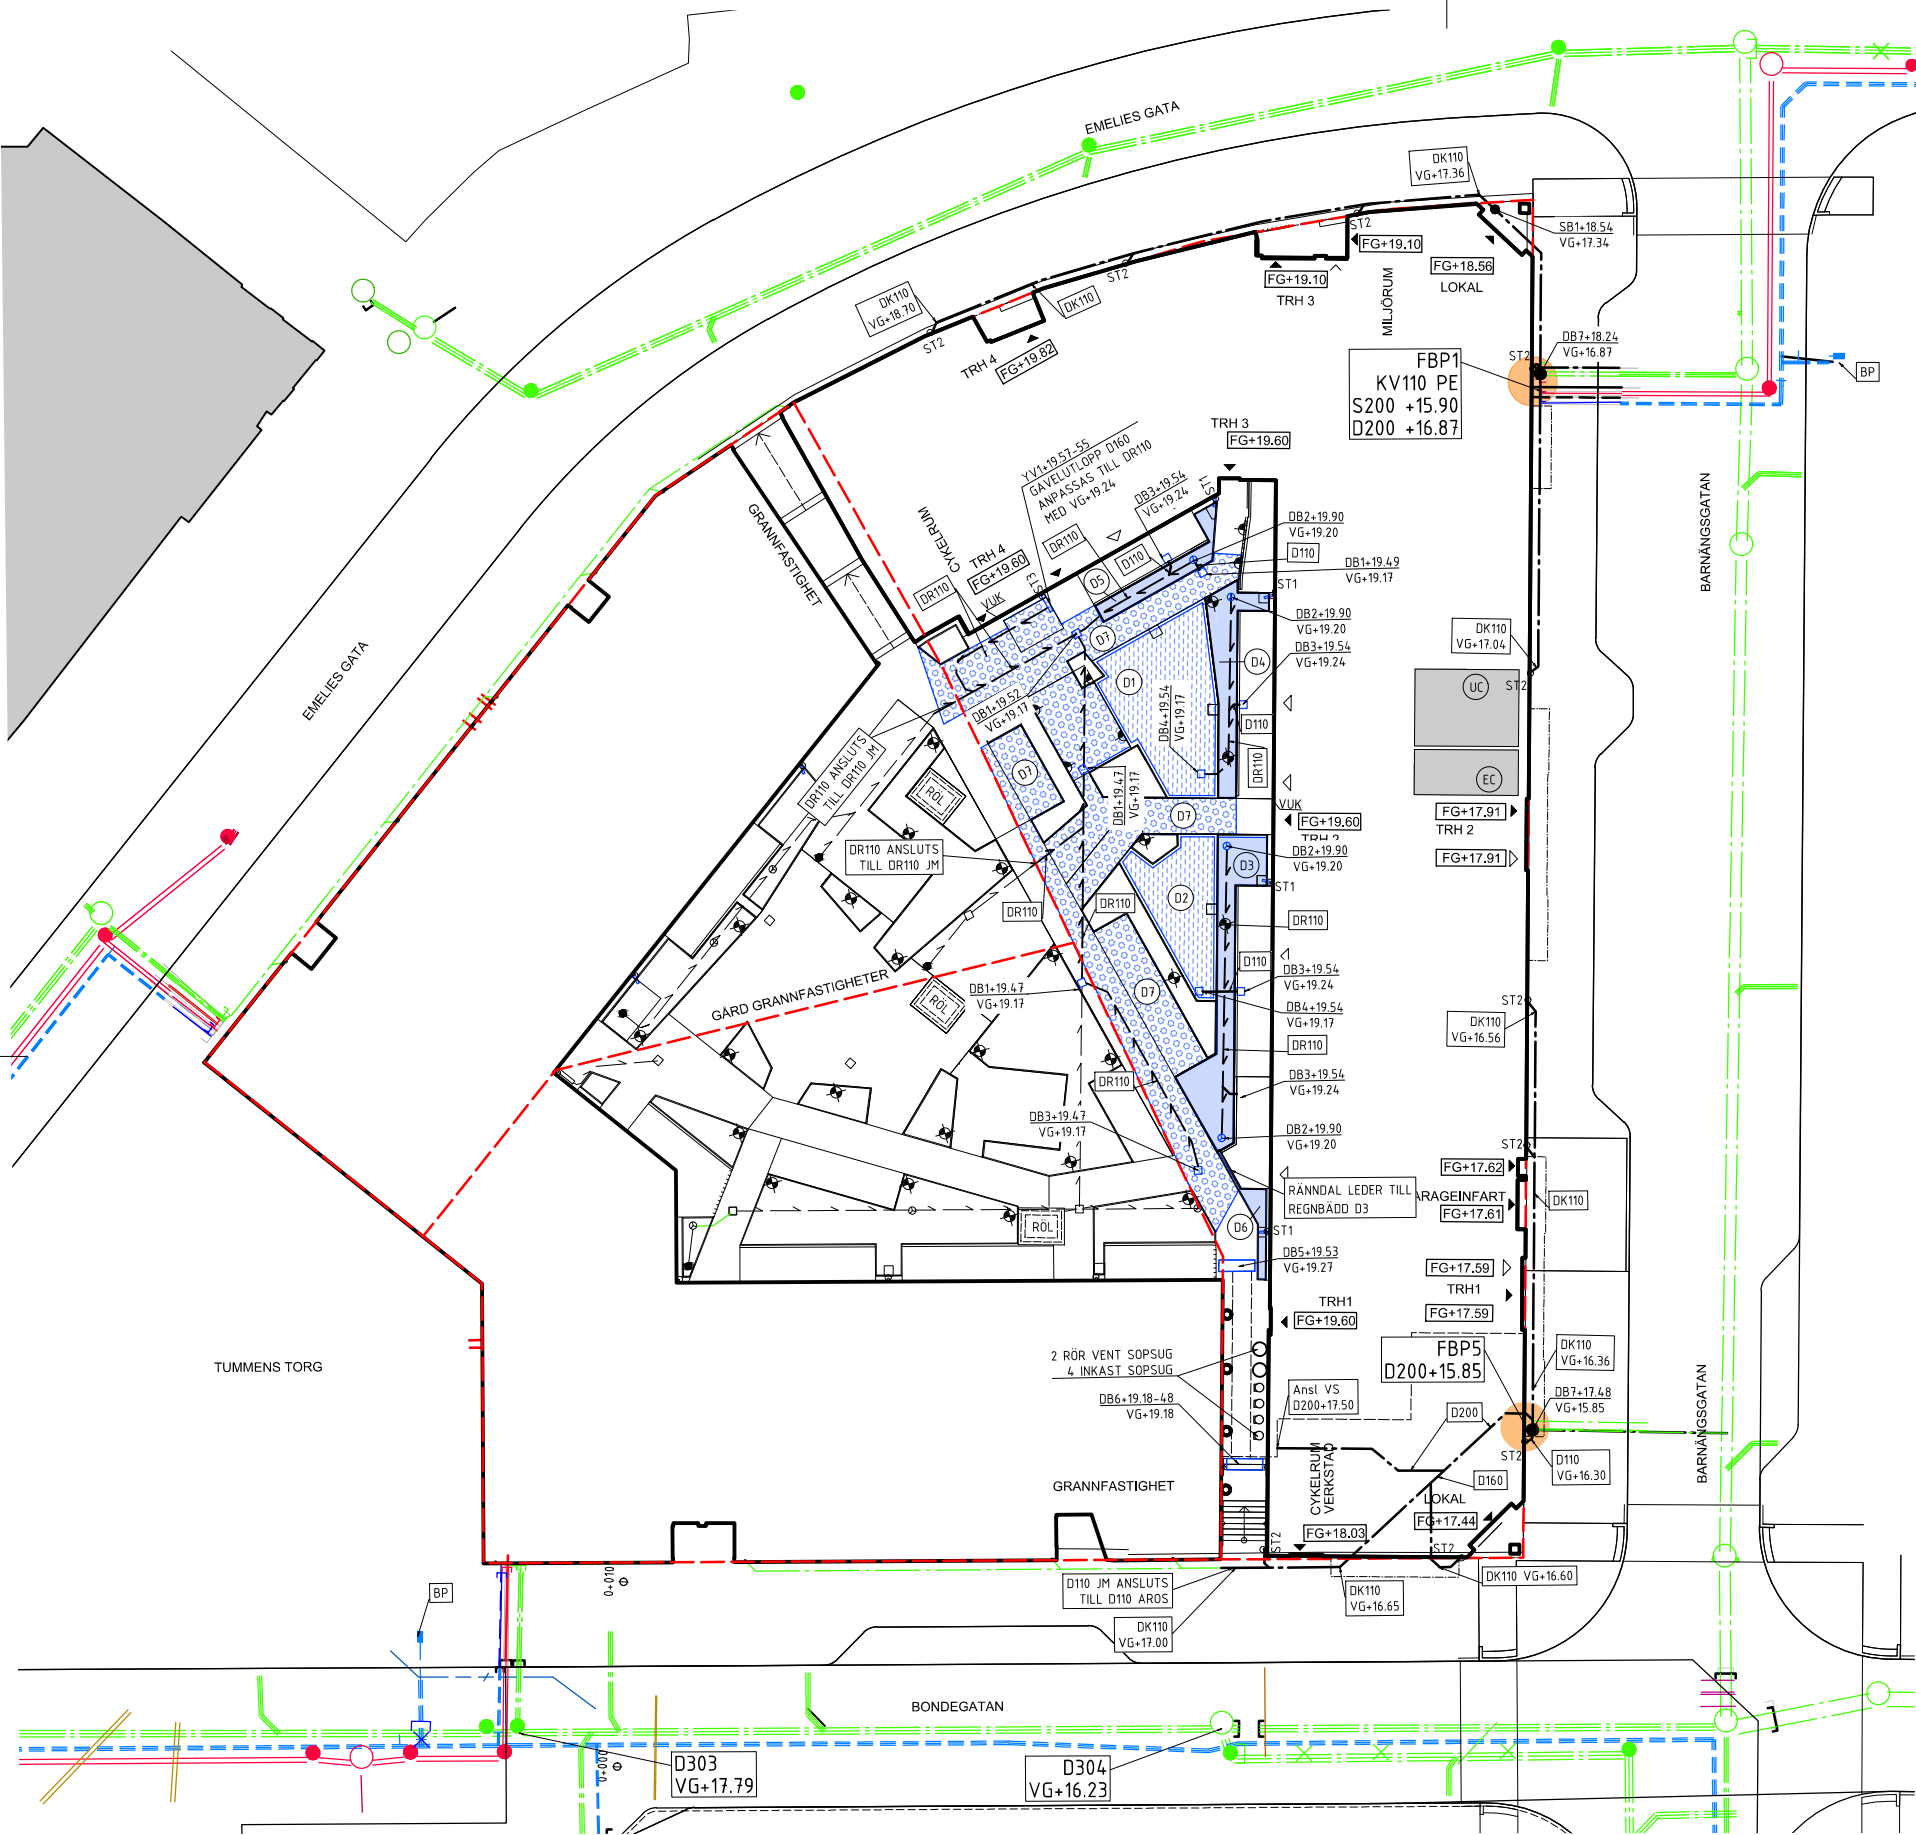 EMELIES GATA
DK110
VG+17.36
SB1+18.54
VG+17.34
ST2
FG+19.10
FG+18.56
LOKAL
MILJÖRUM
FG+19.10
TRH 3
ST2
DK110
DK110
VG+18.70
ST2
TRH 4
FG+19.82
DB7+18.24
VG+16.87
ST2
FBP1
KV110 PE
S200 +15.90
D200 +16.87
BP
TRH 3
FG+19.60
YV1+19.57-55
GAVELUTLOPP D160
ANPASSAS TILL DR110
MED VG+19.24
DB3+19.54
VG+19.24
ST1
DB2+19.90
VG+19.20
D110
DB1+19.49
VG+19.17
ST1
DB2+19.90
VG+19.20
DB3+19.54
VG+19.24
GRANNFASTIGHET
CYKELRUM
TRH 4
FG+19.60
VUK
ST3
DR110
DR110
D110
D5
D7
D1
D4
DB4+19.54
VG+19.17
D110
DR110
DB1+19.52
VG+19.17
BARNÄNGSGATAN
DK110
VG+17.04
ST2
UC
EC
FG+17.91
TRH 2
FG+17.91
EMELIES GATA
DR110 ANSLUTS
TILL DR110 JM
RÖL
D7
DB1+19.47
VG+19.17
D7
VUK
FG+19.60
TRH 2
DB2+19.90
VG+19.20
D3
ST1
DR110 ANSLUTS
TILL DR110 JM
D2
DR110
DR110
DR110
D110
DB3+19.54
VG+19.24
DB4+19.54
VG+19.17
DR110
GÅRD GRANNFASTIGHETER
RÖL
DB1+19.47
VG+19.17
D7
ST2
DK110
VG+16.56
DR110
DB3+19.54
VG+19.24
DB3+19.47
VG+19.17
DB2+19.90
VG+19.20
ST2
FG+17.62
RÄNNDAL LEDER TILL
REGNBÄDD D3
ARAGEINFART
FG+17.61
DK110
RÖL
D6
ST1
DB5+19.53
VG+19.27
FG+17.59
TRH1
FG+17.59
TRH1
FG+19.60
TUMMENS TORG
2 RÖR VENT SOPSUG
4 INKAST SOPSUG
FBP5
D200+15.85
DK110
VG+16.36
Ansl VS
D200+17.50
DB6+19.18-48
VG+19.18
DB7+17.48
VG+15.85
D200
BARNÄNGSGATAN
ST2
D110
VG+16.30
D160
GRANNFASTIGHET
CYKELRUM
VERKSTAD
LOKAL
FG+17.44
FG+18.03
ST2
ST2
D110 JM ANSLUTS
TILL D110 AROS
DK110
VG+16.65
DK110 VG+16.60
DK110
VG+17.00
0+010
BP
BONDEGATAN
0+000
D303
VG+17.79
D304
VG+16.23